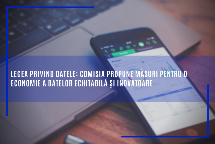 LEGEA PRIVIND DATELE: COMISIA PROPUNE MĂSURI PENTRU O
ECONOMIE A DATELOR ECHITABILĂ ȘI INOVATOARE